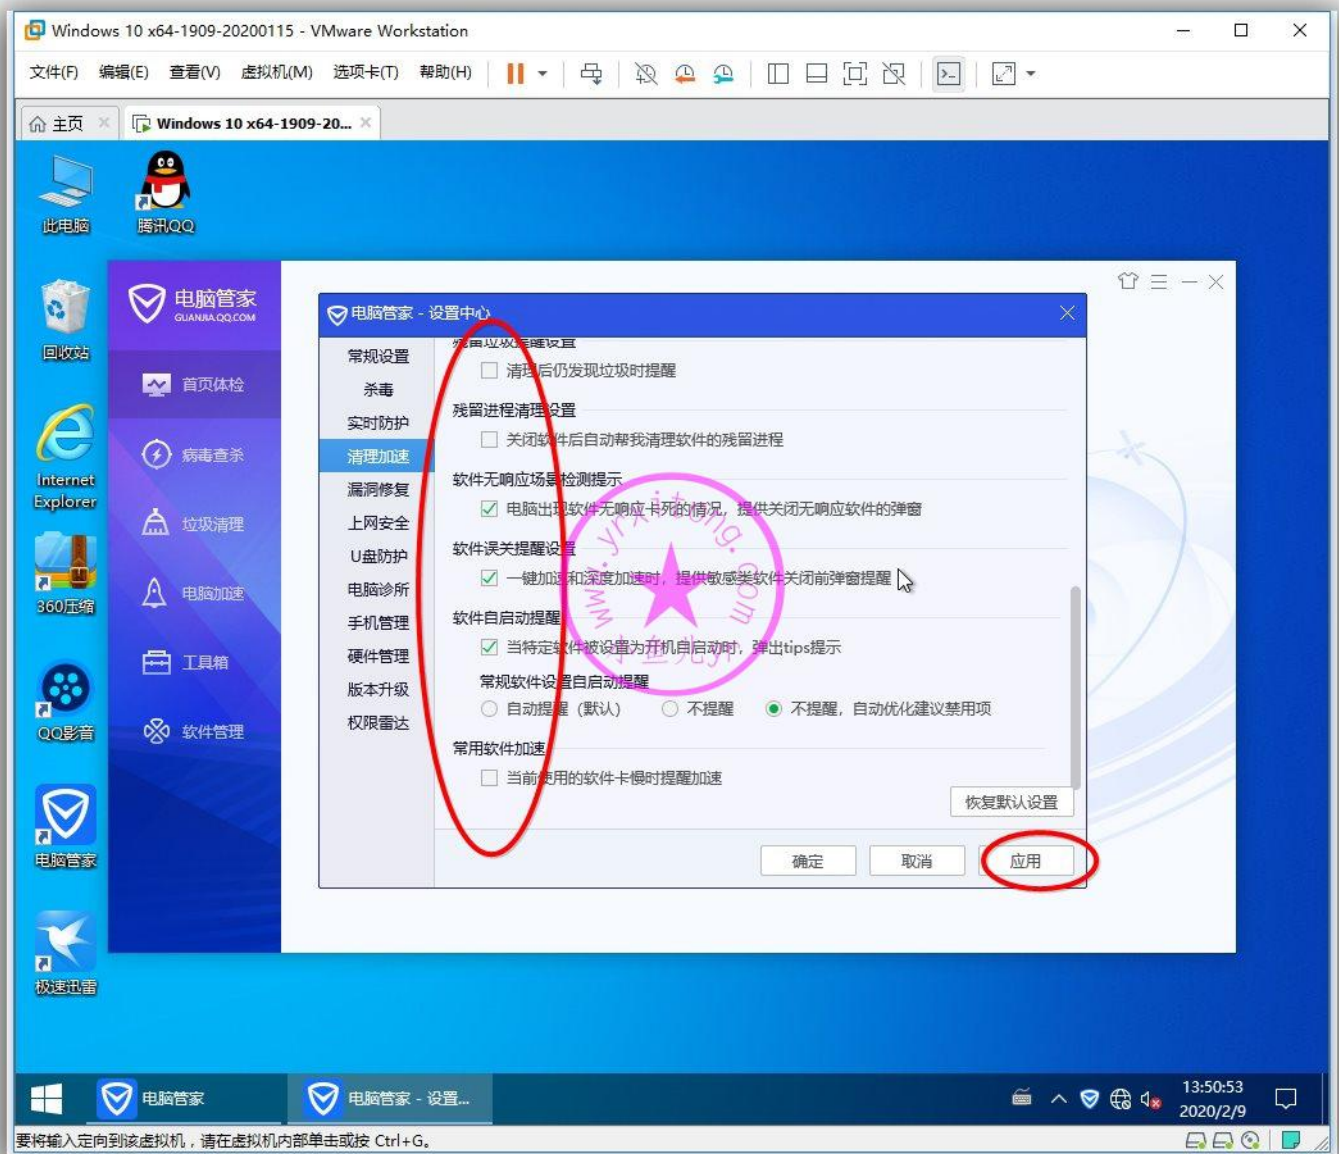 Windows 10 x64-1909-20200115 - VMware Workstation
文件(F) 编辑(E) 查看(V) 虚拟机(M) 选项卡(T) 帮助(H)
主页
Windows 10 x64-1909-20...
此电脑
腾讯QQ
回收站
Internet
Explorer
360压缩
QQ影音
电脑管家
极速迅雷
电脑管家
GUANJIA.QQ.COM
首页体检
病毒查杀
垃圾清理
电脑加速
工具箱
软件管理
电脑管家 - 设置中心
常规设置
杀毒
实时防护
清理加速
漏洞修复
上网安全
U盘防护
电脑诊所
手机管理
硬件管理
版本升级
权限雷达
残留垃圾提醒设置
清理后仍发现垃圾时提醒
残留进程清理设置
关闭软件后自动帮我清理软件的残留进程
软件无响应场景检测提示
电脑出现软件无响应卡死的情况，提供关闭无响应软件的弹窗
软件误关提醒设置
一键加速和深度加速时，提供敏感类软件关闭前弹窗提醒
软件自启动提醒
当特定软件被设置为开机自启动时，弹出tips提示
常规软件设置自启动提醒
自动提醒（默认） 不提醒 不提醒，自动优化建议禁用项
常用软件加速
当前使用的软件卡慢时提醒加速
恢复默认设置
确定 取消 应用
www.yrxitong.com
小鱼儿yr
电脑管家
电脑管家 - 设置...
13:50:53
2020/2/9
要将输入定向到该虚拟机，请在虚拟机内部单击或按 Ctrl+G。